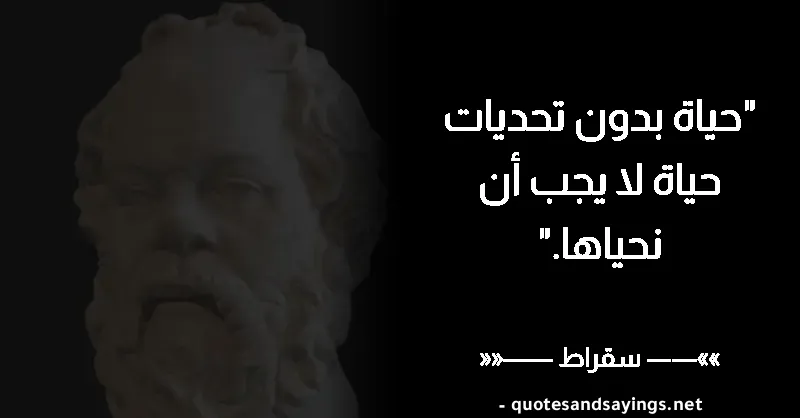 "حياة بدون تحديات
حياة لا يجب أن
نحياها."
»»—— سقراط ——««
- quotesandsayings.net